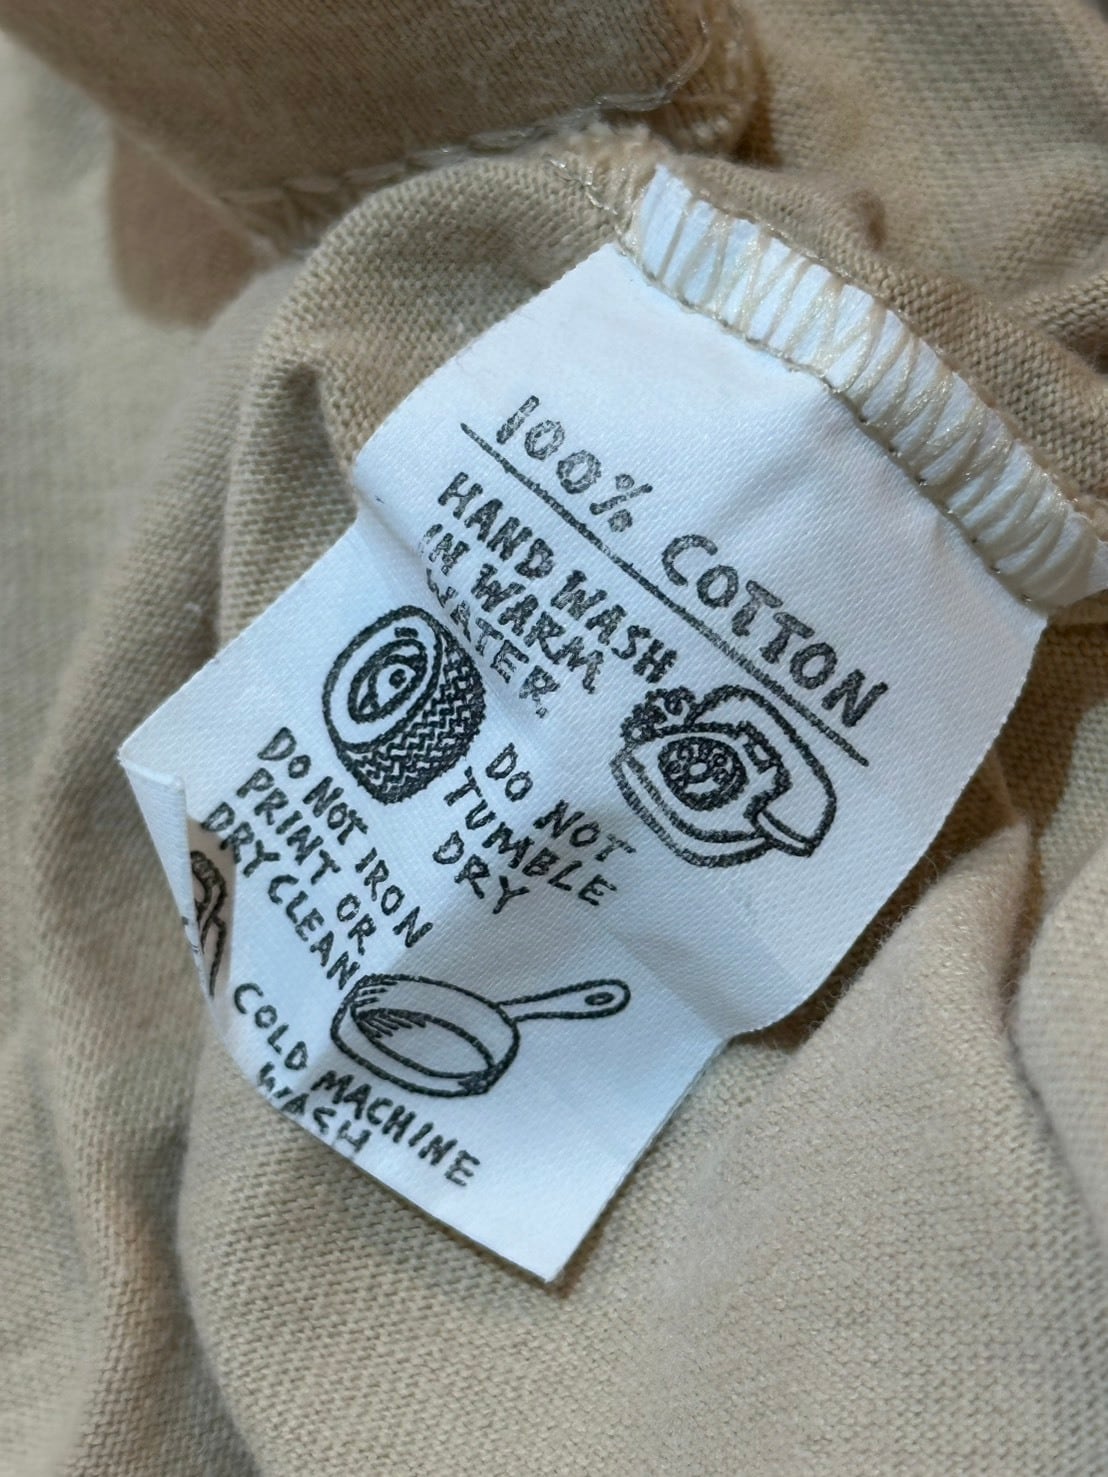 100% COTTON
HAND WASH
IN WARM
WATER.
DO NOT
TUMBLE
DRY
DO NOT IRON
PRINT OR
DRY CLEAN
COLD MACHINE
WASH